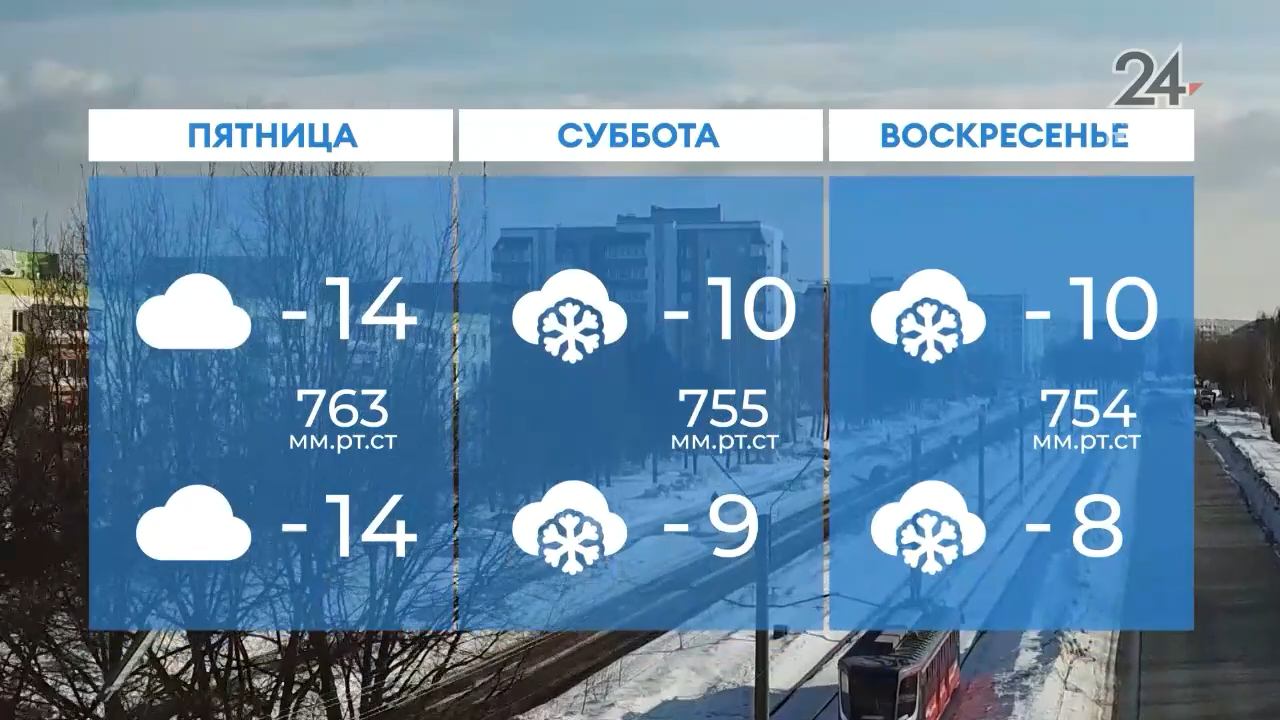 24
ПЯТНИЦА
СУББОТА
ВОСКРЕСЕНЬЕ
- 14
- 10
- 10
763
755
754
мм.рт.ст
мм.рт.ст
мм.рт.ст
- 14
- 9
- 8